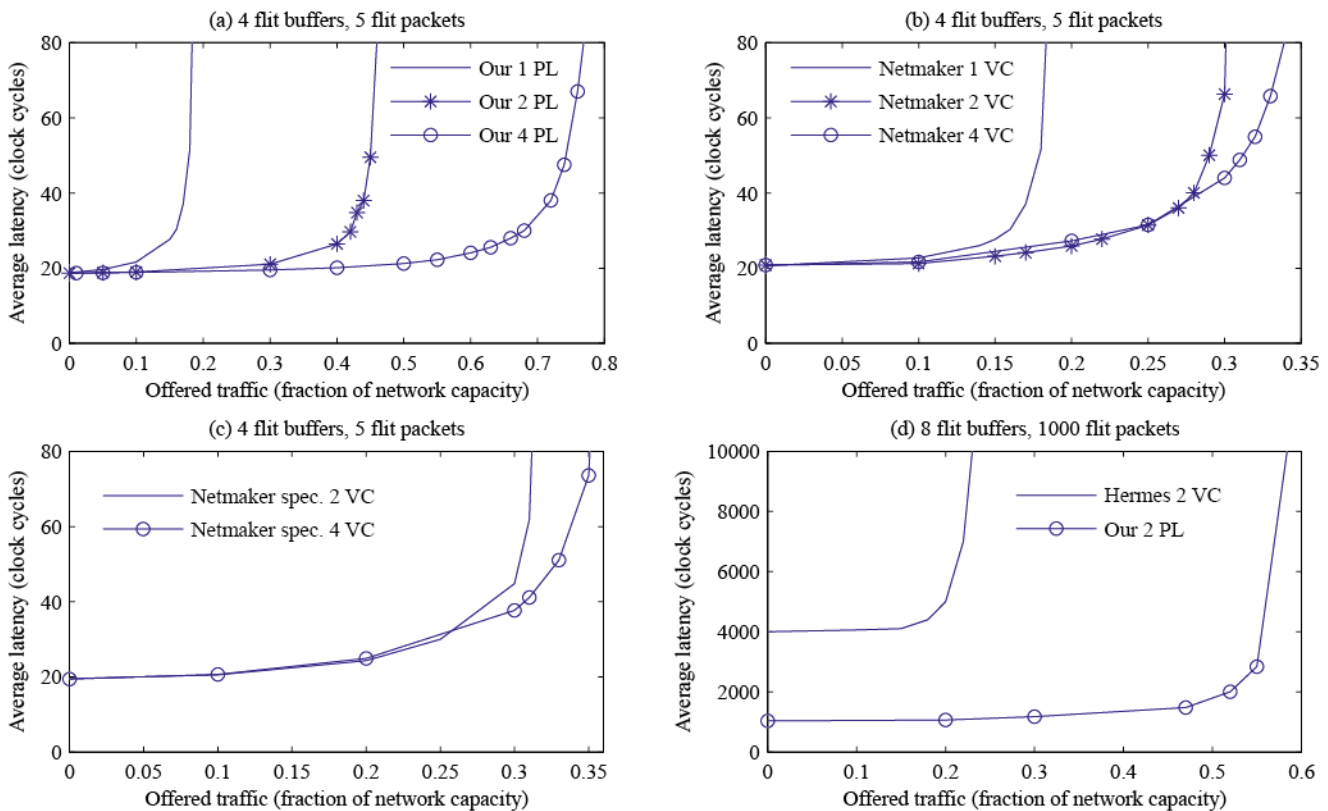 (a) 4 flit buffers, 5 flit packets
80
60
40
20
0
Average latency (clock cycles)
Our 1 PL
Our 2 PL
Our 4 PL
0 0.1 0.2 0.3 0.4 0.5 0.6 0.7 0.8
Offered traffic (fraction of network capacity)
(b) 4 flit buffers, 5 flit packets
80
60
40
20
0
Average latency (clock cycles)
Netmaker 1 VC
Netmaker 2 VC
Netmaker 4 VC
0 0.05 0.1 0.15 0.2 0.25 0.3 0.35
Offered traffic (fraction of network capacity)
(c) 4 flit buffers, 5 flit packets
80
60
40
20
0
Average latency (clock cycles)
Netmaker spec. 2 VC
Netmaker spec. 4 VC
0 0.05 0.1 0.15 0.2 0.25 0.3 0.35
Offered traffic (fraction of network capacity)
(d) 8 flit buffers, 1000 flit packets
10000
8000
6000
4000
2000
0
Average latency (clock cycles)
Hermes 2 VC
Our 2 PL
0 0.1 0.2 0.3 0.4 0.5 0.6
Offered traffic (fraction of network capacity)